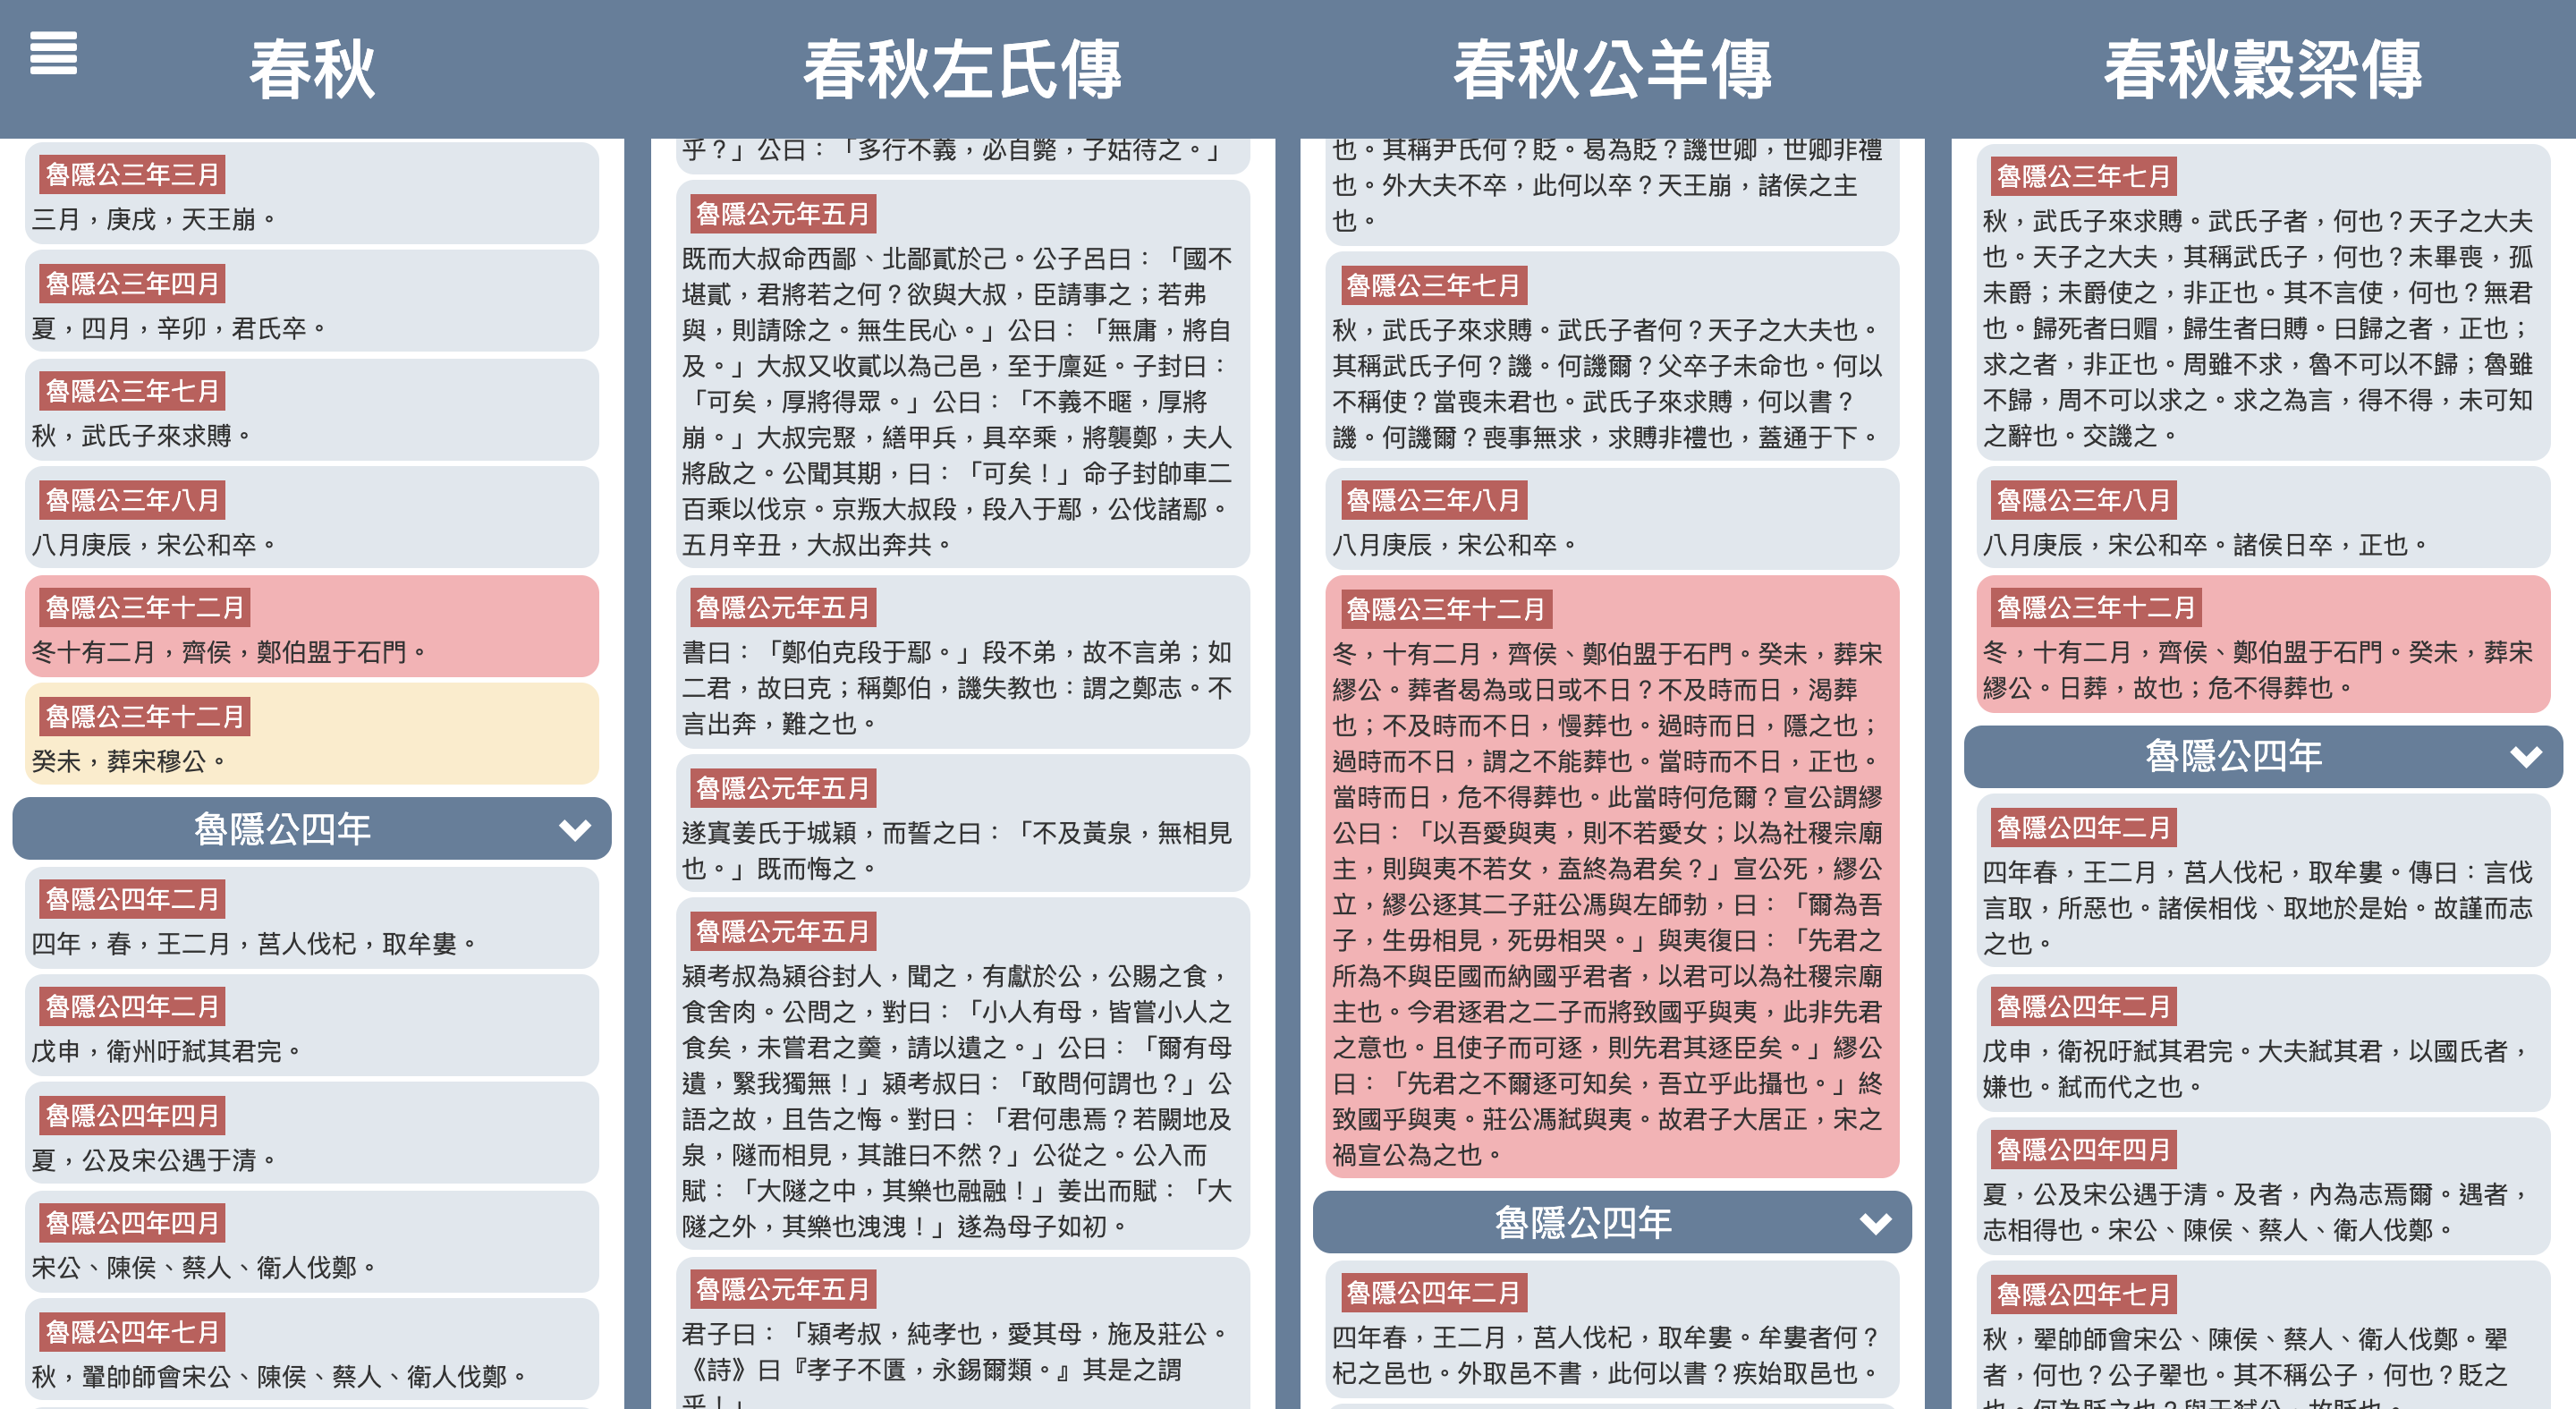 春秋
魯隱公三年三月
三月，庚戌，天王崩。
魯隱公三年四月
夏，四月，辛卯，君氏卒。
魯隱公三年七月
秋，武氏子來求賻。
魯隱公三年八月
八月庚辰，宋公和卒。
魯隱公三年十二月
冬十有二月，齊侯，鄭伯盟于石門。
魯隱公三年十二月
癸未，葬宋穆公。
魯隱公四年
魯隱公四年二月
四年，春，王二月，莒人伐杞，取牟婁。
魯隱公四年二月
戊申，衛州吁弒其君完。
魯隱公四年四月
夏，公及宋公遇于清。
魯隱公四年四月
宋公、陳侯、蔡人、衛人伐鄭。
魯隱公四年七月
秋，翬帥師會宋公、陳侯、蔡人、衛人伐鄭。
春秋左氏傳
乎？」公曰：「多行不義，必自斃，子姑待之。」
魯隱公元年五月
既而大叔命西鄙、北鄙貳於己。公子呂曰：「國不
堪貳，君將若之何？欲與大叔，臣請事之；若弗
與，則請除之。無生民心。」公曰：「無庸，將自
及。」大叔又收貳以為己邑，至于廩延。子封曰：
「可矣，厚將得眾。」公曰：「不義不暱，厚將
崩。」大叔完聚，繕甲兵，具卒乘，將襲鄭，夫人
將啟之。公聞其期，曰：「可矣！」命子封帥車二
百乘以伐京。京叛大叔段，段入于鄢，公伐諸鄢。
五月辛丑，大叔出奔共。
魯隱公元年五月
書曰：「鄭伯克段于鄢。」段不弟，故不言弟；如
二君，故曰克；稱鄭伯，譏失教也：謂之鄭志。不
言出奔，難之也。
魯隱公元年五月
遂寘姜氏于城穎，而誓之曰：「不及黃泉，無相見
也。」既而悔之。
魯隱公元年五月
潁考叔為潁谷封人，聞之，有獻於公，公賜之食，
食舍肉。公問之，對曰：「小人有母，皆嘗小人之
食矣，未嘗君之羹，請以遺之。」公曰：「爾有母
遺，繄我獨無！」潁考叔曰：「敢問何謂也？」公
語之故，且告之悔。對曰：「君何患焉？若闕地及
泉，隧而相見，其誰曰不然？」公從之。公入而
賦：「大隧之中，其樂也融融！」姜出而賦：「大
隧之外，其樂也洩洩！」遂為母子如初。
魯隱公元年五月
君子曰：「潁考叔，純孝也，愛其母，施及莊公。
《詩》曰『孝子不匱，永錫爾類。』其是之謂
乎！」
春秋公羊傳
也。其稱尹氏何？貶。曷為貶？譏世卿，世卿非禮
也。外大夫不卒，此何以卒？天王崩，諸侯之主
也。
魯隱公三年七月
秋，武氏子來求賻。武氏子者何？天子之大夫也。
其稱武氏子何？譏。何譏爾？父卒子未命也。何以
不稱使？當喪未君也。武氏子來求賻，何以書？
譏。何譏爾？喪事無求，求賻非禮也，蓋通于下。
魯隱公三年八月
八月庚辰，宋公和卒。
魯隱公三年十二月
冬，十有二月，齊侯、鄭伯盟于石門。癸未，葬宋
繆公。葬者曷為或日或不日？不及時而日，渴葬
也；不及時而不日，慢葬也。過時而日，隱之也；
過時而不日，謂之不能葬也。當時而不日，正也。
當時而日，危不得葬也。此當時何危爾？宣公謂繆
公曰：「以吾愛與夷，則不若愛女；以為社稷宗廟
主，則與夷不若女，盍終為君矣？」宣公死，繆公
立，繆公逐其二子莊公馮與左師勃，曰：「爾為吾
子，生毋相見，死毋相哭。」與夷復曰：「先君之
所為不與臣國而納國乎君者，以君可以為社稷宗廟
主也。今君逐君之二子而將致國乎與夷，此非先君
之意也。且使子而可逐，則先君其逐臣矣。」繆公
曰：「先君之不爾逐可知矣，吾立乎此攝也。」終
致國乎與夷。莊公馮弒與夷。故君子大居正，宋之
禍宣公為之也。
魯隱公四年
魯隱公四年二月
四年春，王二月，莒人伐杞，取牟婁。牟婁者何？
杞之邑也。外取邑不書，此何以書？疾始取邑也。
春秋穀梁傳
魯隱公三年七月
秋，武氏子來求賻。武氏子者，何也？天子之大夫
也。天子之大夫，其稱武氏子，何也？未畢喪，孤
未爵；未爵使之，非正也。其不言使，何也？無君
也。歸死者曰赗，歸生者曰賻。曰歸之者，正也；
求之者，非正也。周雖不求，魯不可以不歸；魯雖
不歸，周不可以求之。求之為言，得不得，未可知
之辭也。交譏之。
魯隱公三年八月
八月庚辰，宋公和卒。諸侯日卒，正也。
魯隱公三年十二月
冬，十有二月，齊侯、鄭伯盟于石門。癸未，葬宋
繆公。日葬，故也；危不得葬也。
魯隱公四年
魯隱公四年二月
四年春，王二月，莒人伐杞，取牟婁。傳曰：言伐
言取，所惡也。諸侯相伐、取地於是始。故謹而志
之也。
魯隱公四年二月
戊申，衛祝吁弒其君完。大夫弒其君，以國氏者，
嫌也。弒而代之也。
魯隱公四年四月
夏，公及宋公遇于清。及者，內為志焉爾。遇者，
志相得也。宋公、陳侯、蔡人、衛人伐鄭。
魯隱公四年七月
秋，翬帥師會宋公、陳侯、蔡人、衛人伐鄭。翬
者，何也？公子翬也。其不稱公子，何也？貶之
也。何為貶之也？與于弒公，故貶也。